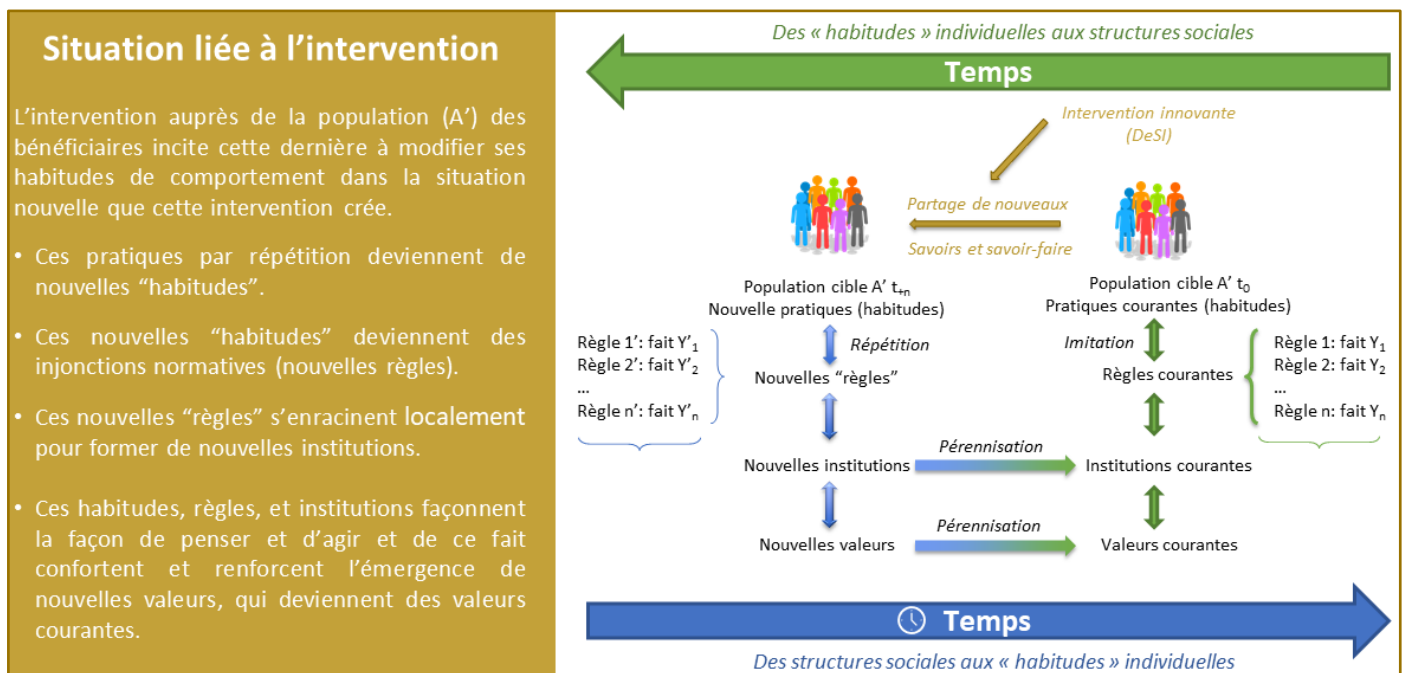 Situation liée à l’intervention
L’intervention auprès de la population (A’) des
bénéficiaires incite cette dernière à modifier ses
habitudes de comportement dans la situation
nouvelle que cette intervention crée.
• Ces pratiques par répétition deviennent de
nouvelles “habitudes”.
• Ces nouvelles “habitudes” deviennent des
injonctions normatives (nouvelles règles).
• Ces nouvelles “règles” s’enracinent localement
pour former de nouvelles institutions.
• Ces habitudes, règles, et institutions façonnent
la façon de penser et d’agir et de ce fait
confortent et renforcent l’émergence de
nouvelles valeurs, qui deviennent des valeurs
courantes.
Des « habitudes » individuelles aux structures sociales
Temps
Intervention innovante
(DeSI)
Partage de nouveaux
Savoirs et savoir-faire
Population cible A’ t+n
Nouvelle pratiques (habitudes)
Population cible A’ t0
Pratiques courantes (habitudes)
Règle 1’: fait Y’1
Règle 2’: fait Y’2
...
Règle n’: fait Y’n
Répétition
Imitation
Nouvelles “règles”
Règles courantes
Règle 1: fait Y1
Règle 2: fait Y2
...
Règle n: fait Yn
Pérennisation
Nouvelles institutions
Institutions courantes
Pérennisation
Nouvelles valeurs
Valeurs courantes
Temps
Des structures sociales aux « habitudes » individuelles